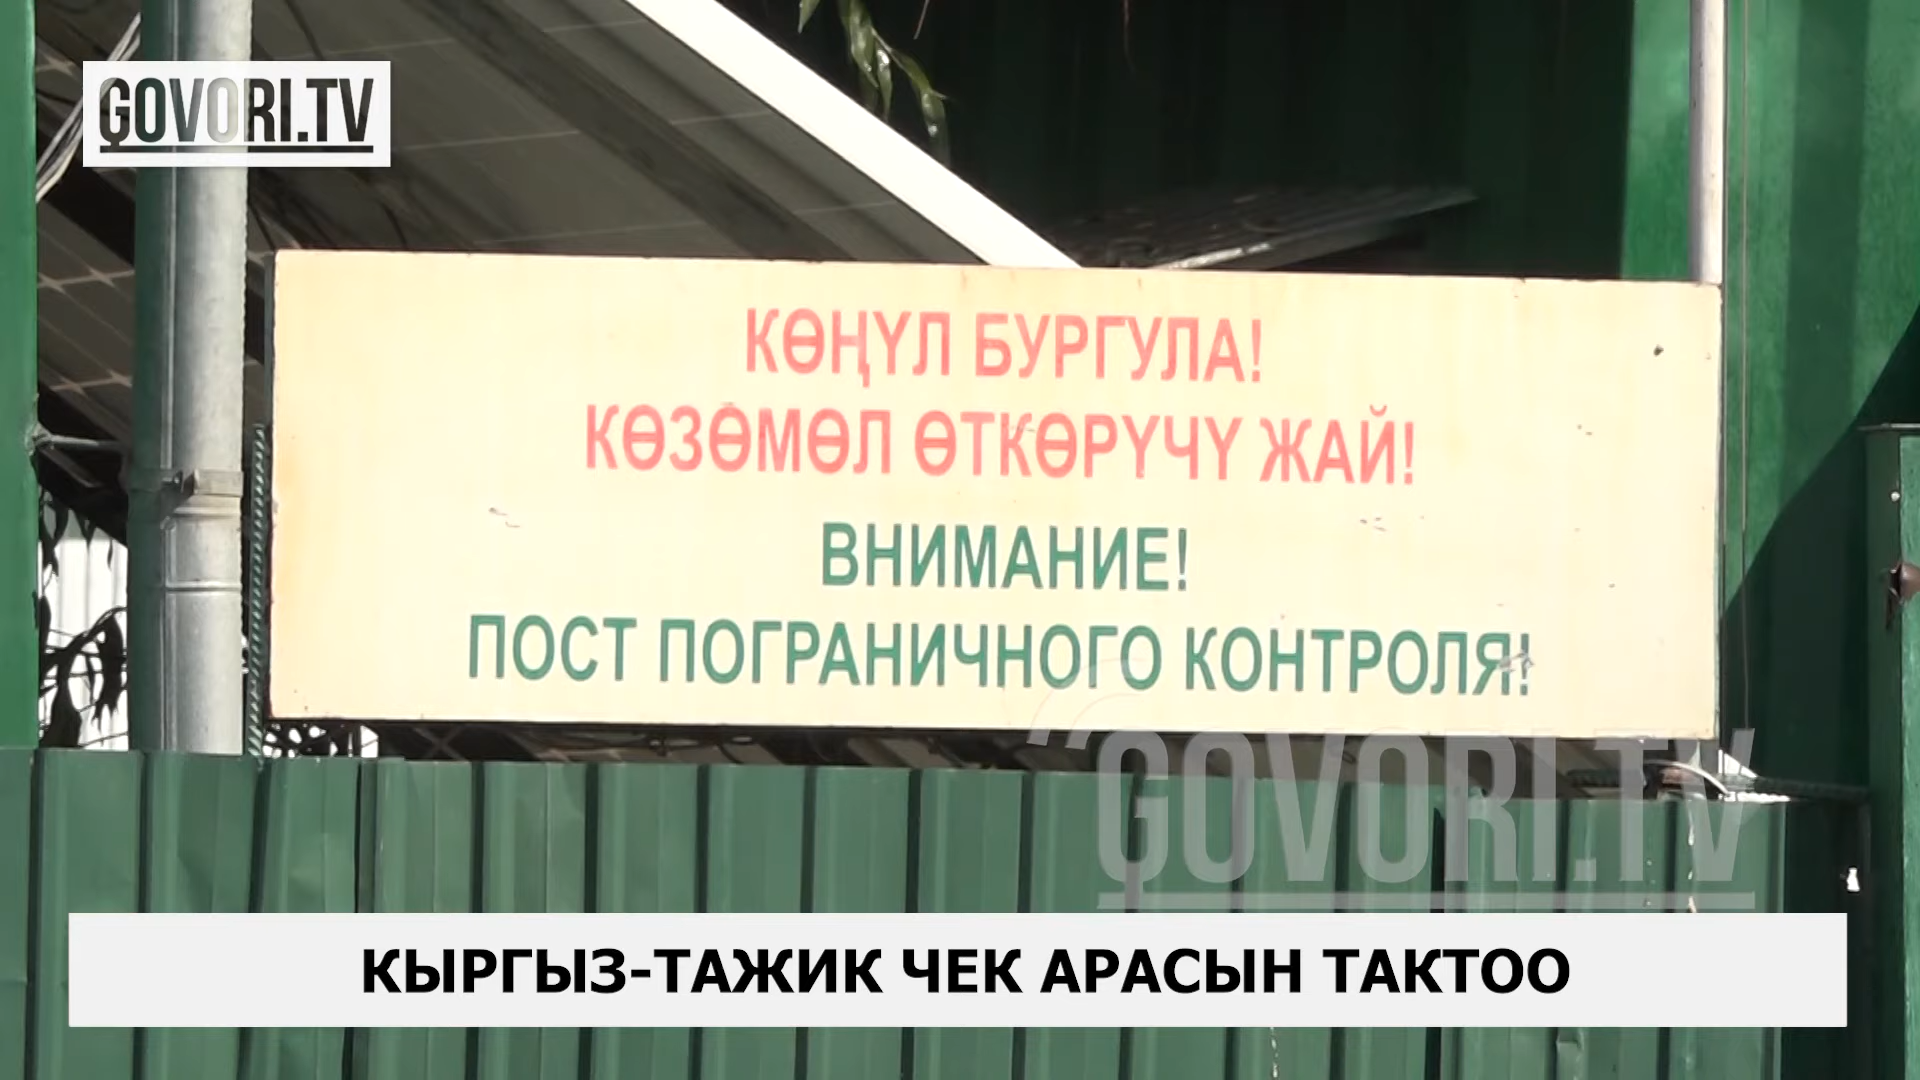 GOVORI.TV
КӨҢҮЛ БУРГУЛА!
КӨЗӨМӨЛ ӨТКӨРҮЧҮ ЖАЙ!
ВНИМАНИЕ!
ПОСТ ПОГРАНИЧНОГО КОНТРОЛЯ!
GOVORI.TV
КЫРГЫЗ-ТАЖИК ЧЕК АРАСЫН ТАКТОО